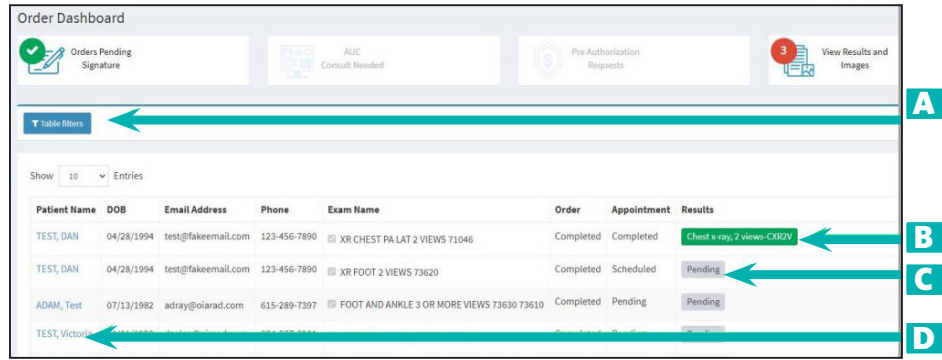 Order Dashboard
Orders Pending
Signature
AUC
Consult Needed
Pre Authorization
Requests
3
View Results and
Images
A
Table filters
Show 10 Entries
Patient Name DOB Email Address Phone Exam Name Order Appointment Results
TEST, DAN 04/28/1994 test@fakeemail.com 123-456-7890 XR CHEST PA LAT 2 VIEWS 71046 Completed Completed Chest x-ray, 2 views-CXR2V
B
TEST, DAN 04/28/1994 test@fakeemail.com 123-456-7890 XR FOOT 2 VIEWS 73620 Completed Scheduled Pending
C
ADAM, Test 07/13/1982 adray@oiarad.com 615-289-7397 FOOT AND ANKLE 3 OR MORE VIEWS 73630 73610 Completed Pending Pending
TEST, Victoria
D